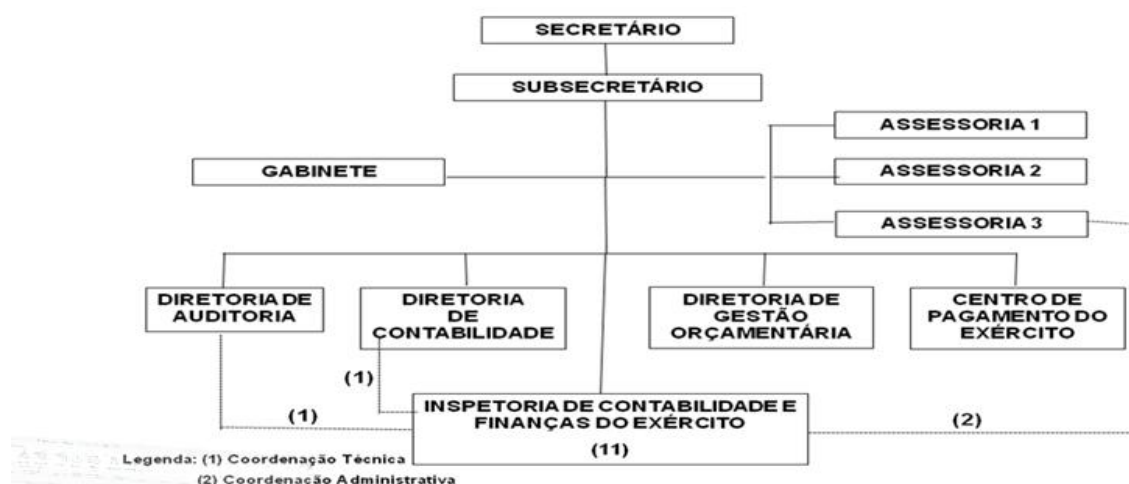 SECRETÁRIO
SUBSECRETÁRIO
ASSESSORIA 1
GABINETE
ASSESSORIA 2
ASSESSORIA 3
DIRETORIA DE
AUDITORIA
DIRETORIA
DE
CONTABILIDADE
DIRETORIA DE
GESTÃO
ORÇAMENTÁRIA
CENTRO DE
PAGAMENTO DO
EXÉRCITO
(1)
(1)
INSPETORIA DE CONTABILIDADE E
FINANÇAS DO EXÉRCITO
(11)
(2)
Legenda: (1) Coordenação Técnica
(2) Coordenação Administrativa